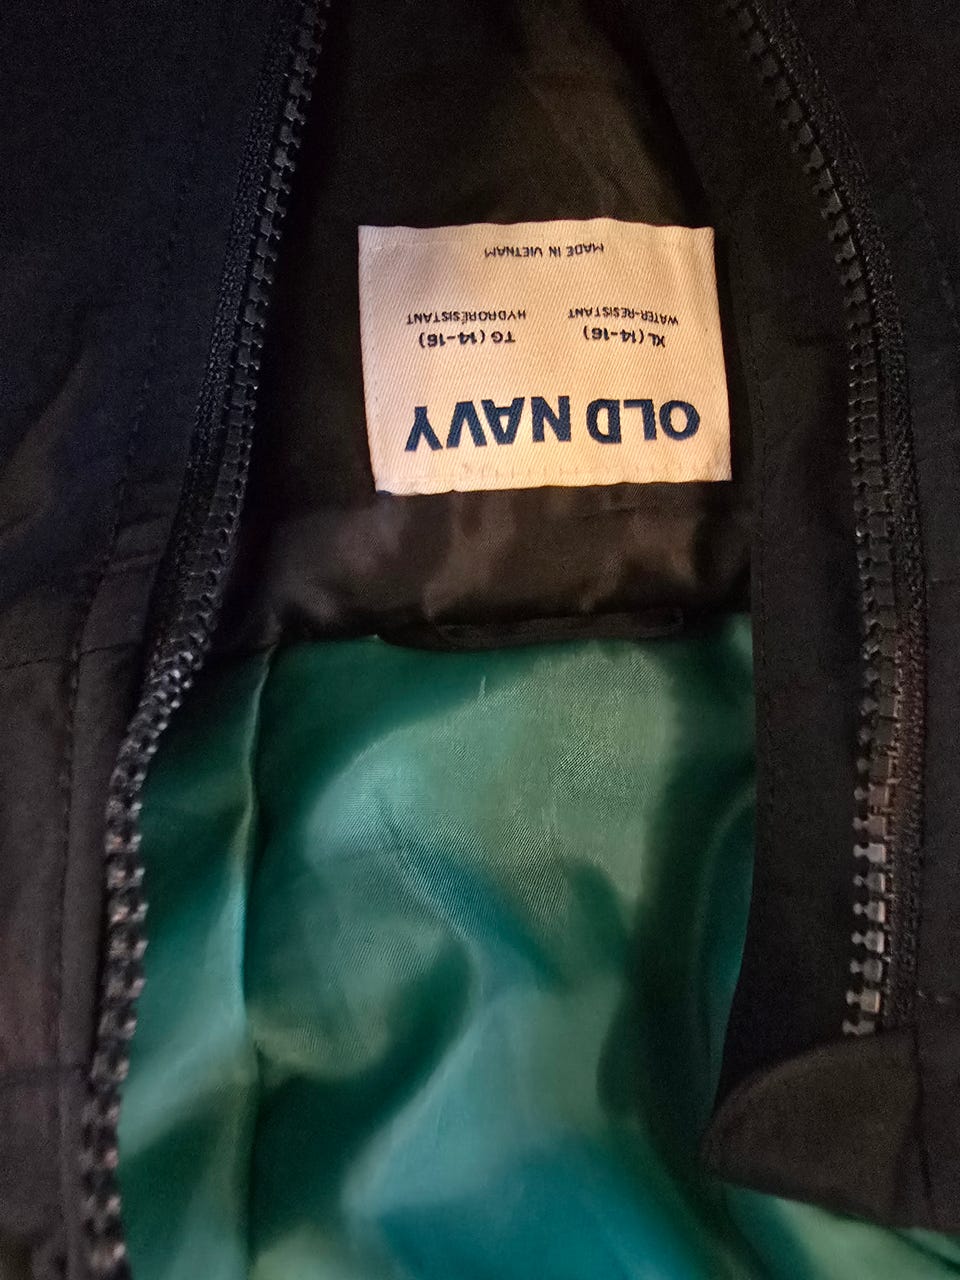 OLD NAVY
XL (14-16) TG (14-16)
WATER-RESISTANT HYDRORÉSISTANT
MADE IN VIETNAM